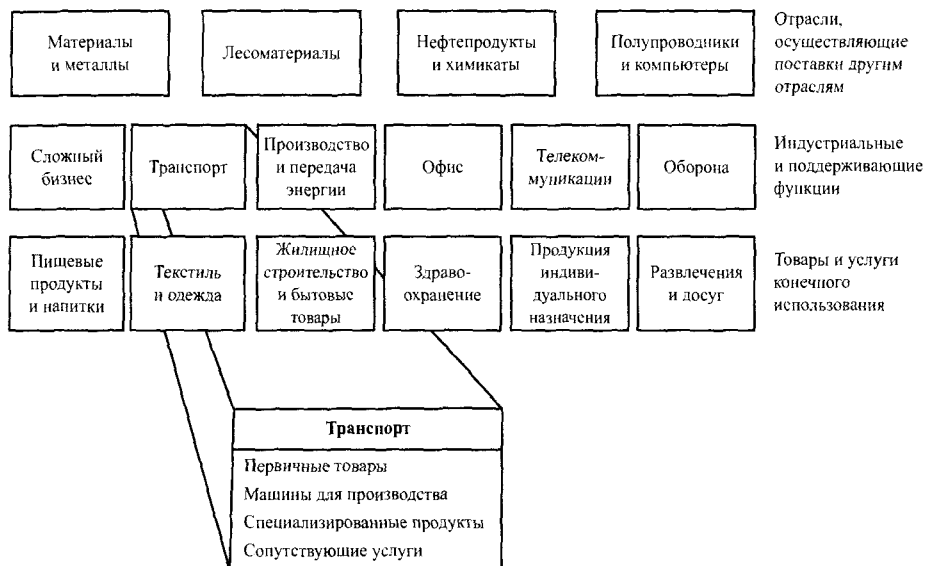 Материалы
и металлы
Лесоматериалы
Нефтепродукты
и химикаты
Полупроводники
и компьютеры
Отрасли,
осуществляющие
поставки другим
отраслям
Сложный
бизнес
Транспорт
Производство
и передача
энергии
Офис
Телеком-
муникации
Оборона
Индустриальные
и поддерживающие
функции
Пищевые
продукты
и напитки
Текстиль
и одежда
Жилищное
строительство
и бытовые
товары
Здраво-
охранение
Продукция
индиви-
дуального
назначения
Развлечения
и досуг
Товары и услуги
конечного
использования
Транспорт
Первичные товары
Машины для производства
Специализированные продукты
Сопутствующие услуги